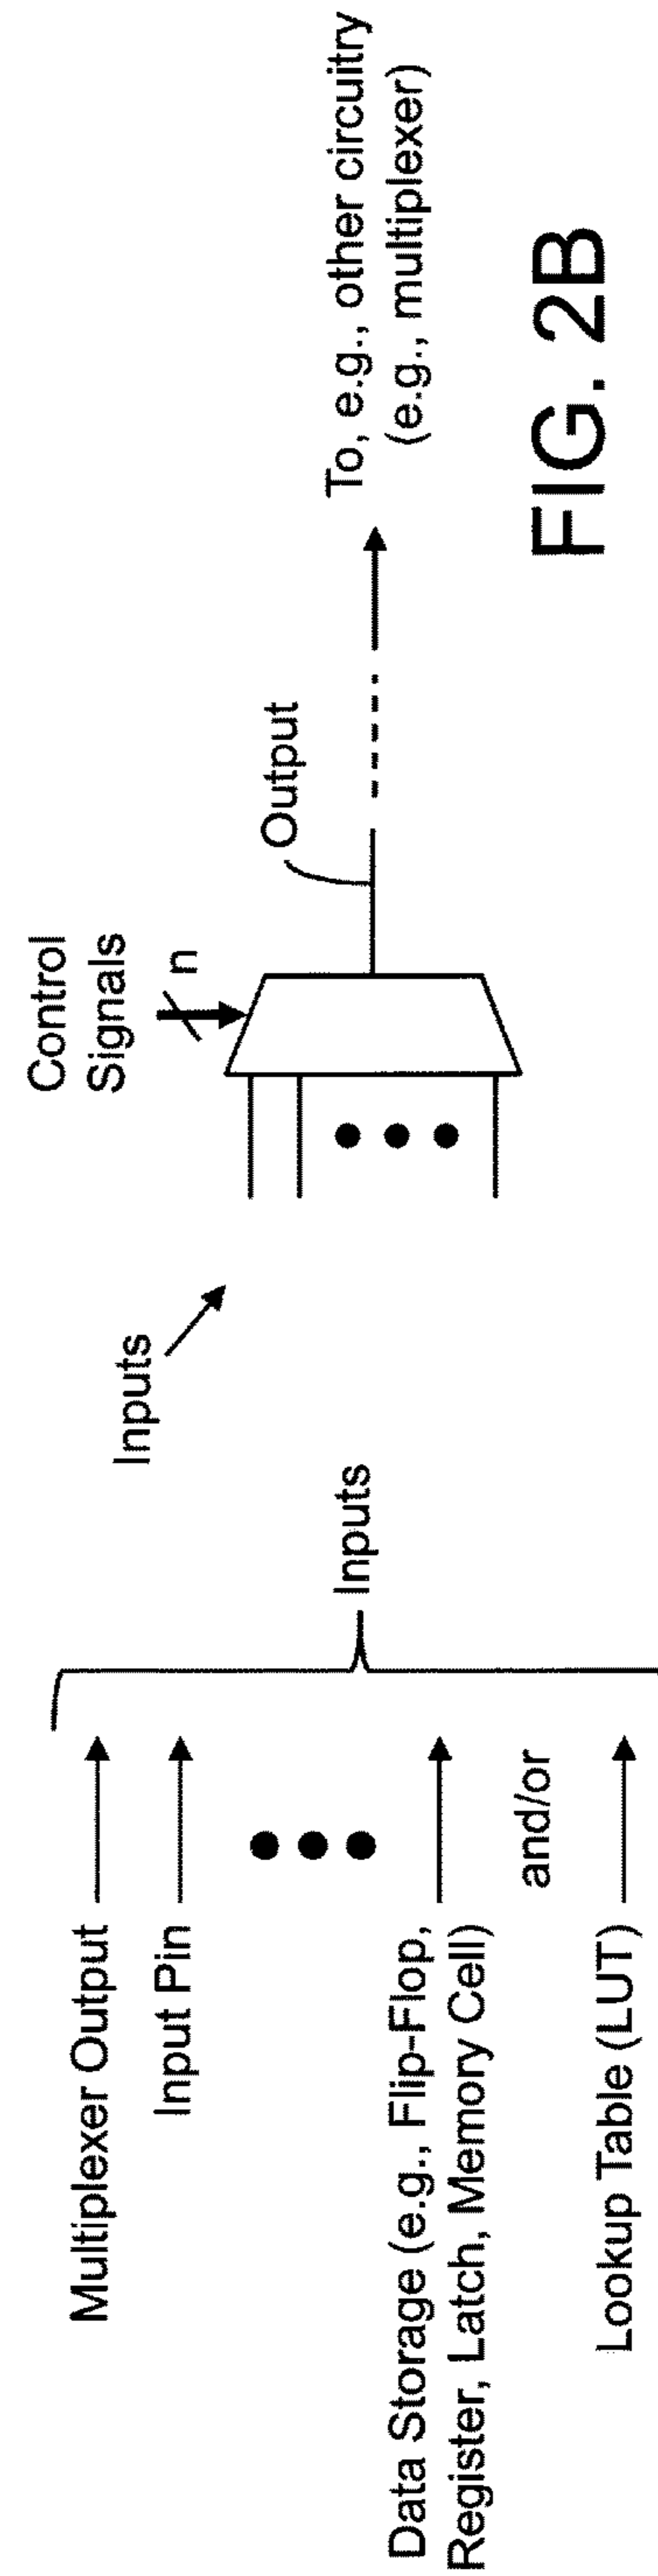 Multiplexer Output
Input Pin
Data Storage (e.g., Flip-Flop,
Register, Latch, Memory Cell)
and/or
Lookup Table (LUT)
Inputs
Inputs
Control
Signals
n
Output
To, e.g., other circuitry
(e.g., multiplexer)
FIG. 2B